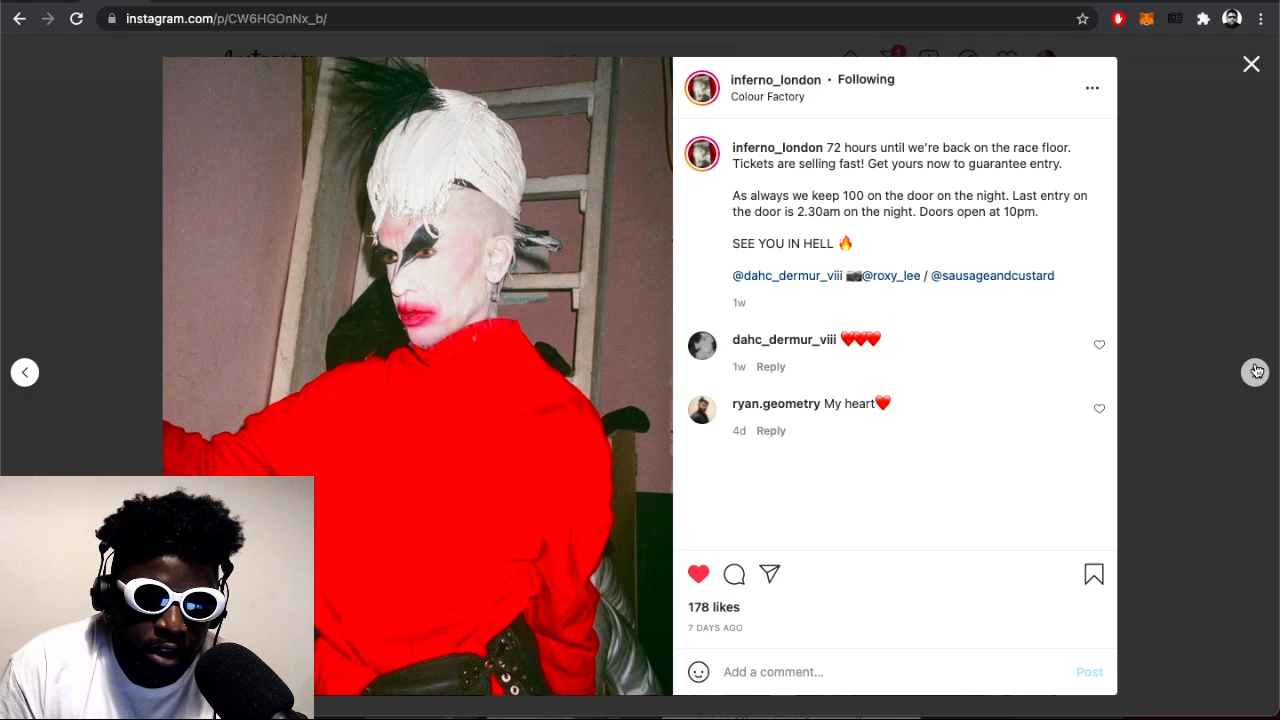 instagram.com/p/CW6HGOnNx_b/
1
inferno_london • Following
Colour Factory
inferno_london 72 hours until we're back on the race floor.
Tickets are selling fast! Get yours now to guarantee entry.
As always we keep 100 on the door on the night. Last entry on
the door is 2.30am on the night. Doors open at 10pm.
SEE YOU IN HELL 🔥
@dahc_dermur_viii 📷@roxy_lee / @sausageandcustard
1w
dahc_dermur_viii ❤️❤️❤️
1w Reply
ryan.geometry My heart❤️
4d Reply
178 likes
7 DAYS AGO
Add a comment... Post